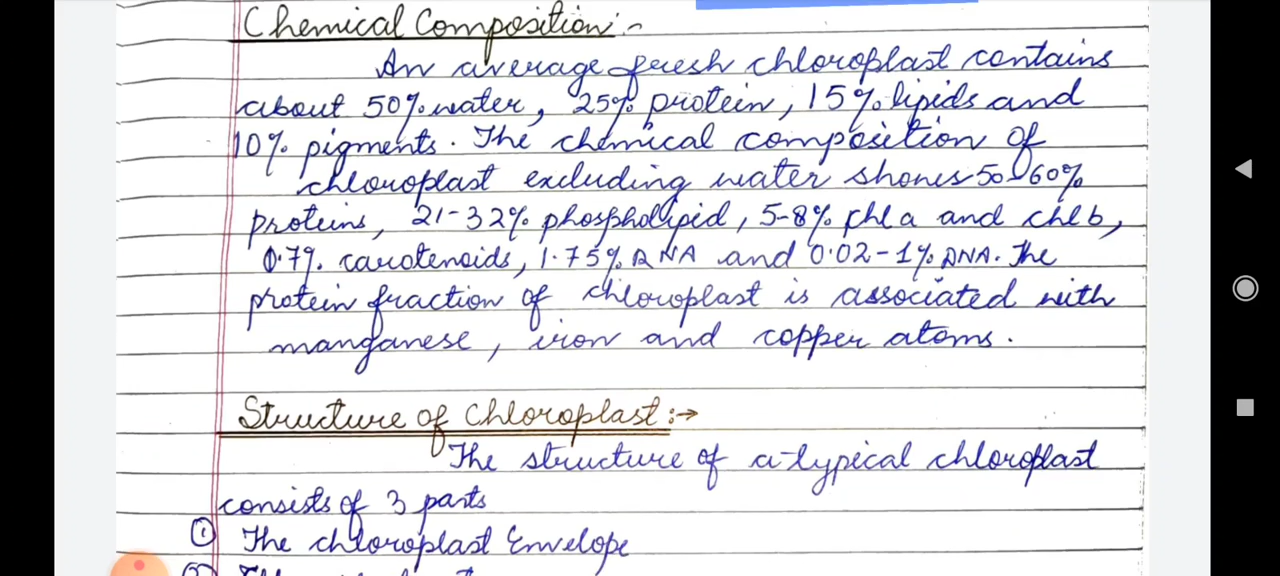 Chemical Composition:-
An average fresh chloroplast contains
about 50% water, 25% protein, 15% lipids and
10% pigments. The chemical composition of
chloroplast excluding water shows 50-60%
proteins, 21-32% phospholipid, 5-8% chl a and chl b,
0.7% carotenoids, 1.75% RNA and 0.02-1% DNA. The
protein fraction of chloroplast is associated with
manganese, iron and copper atoms.
Structure of Chloroplast:→
The structure of a typical chloroplast
consists of 3 parts
① The chloroplast Envelope